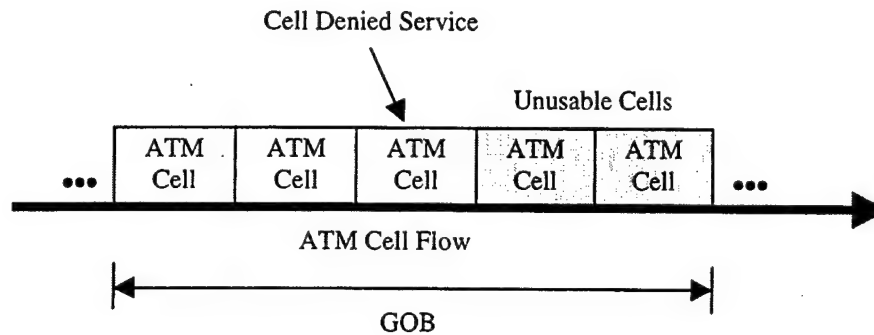 Cell Denied Service
Unusable Cells
ATM ATM ATM ATM ATM
Cell Cell Cell Cell Cell
••• •••
ATM Cell Flow
GOB